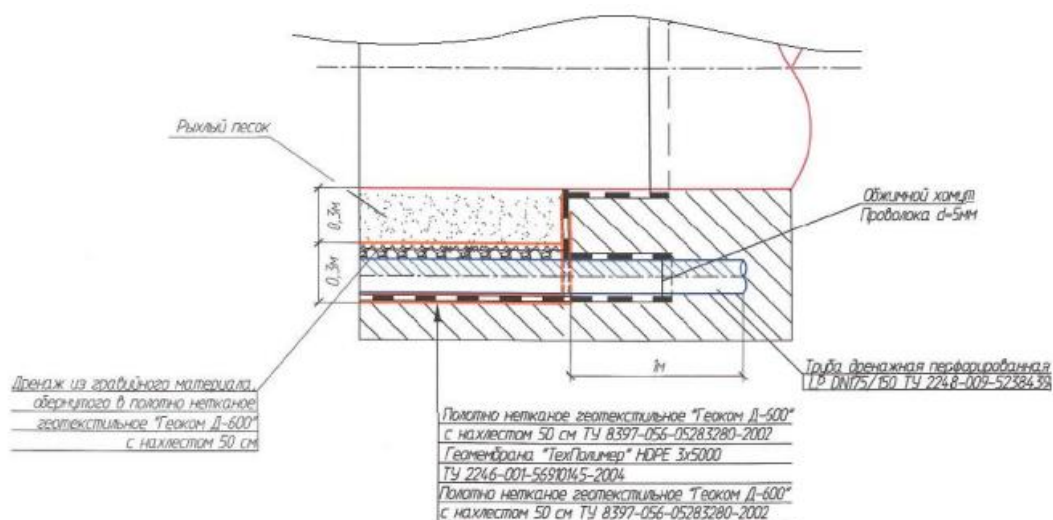 Рыхлый песок
0,3м
0,3м
Обжимной хомут
Проволока d=5мм
1м
Труба дренажная перфорированная
LP DN175/150 ТУ 2248-009-5238439
Дренаж из гравийного материала,
обернутого в полотно нетканое
геотекстильное "Геоком Д-600"
с нахлестом 50 см
Полотно нетканое геотекстильное "Геоком Д-600"
с нахлестом 50 см ТУ 8397-056-05283280-2002
Геомембрана "ТехПолимер" HDPE 3х5000
ТУ 2246-001-56910145-2004
Полотно нетканое геотекстильное "Геоком Д-600"
с нахлестом 50 см ТУ 8397-056-05283280-2002